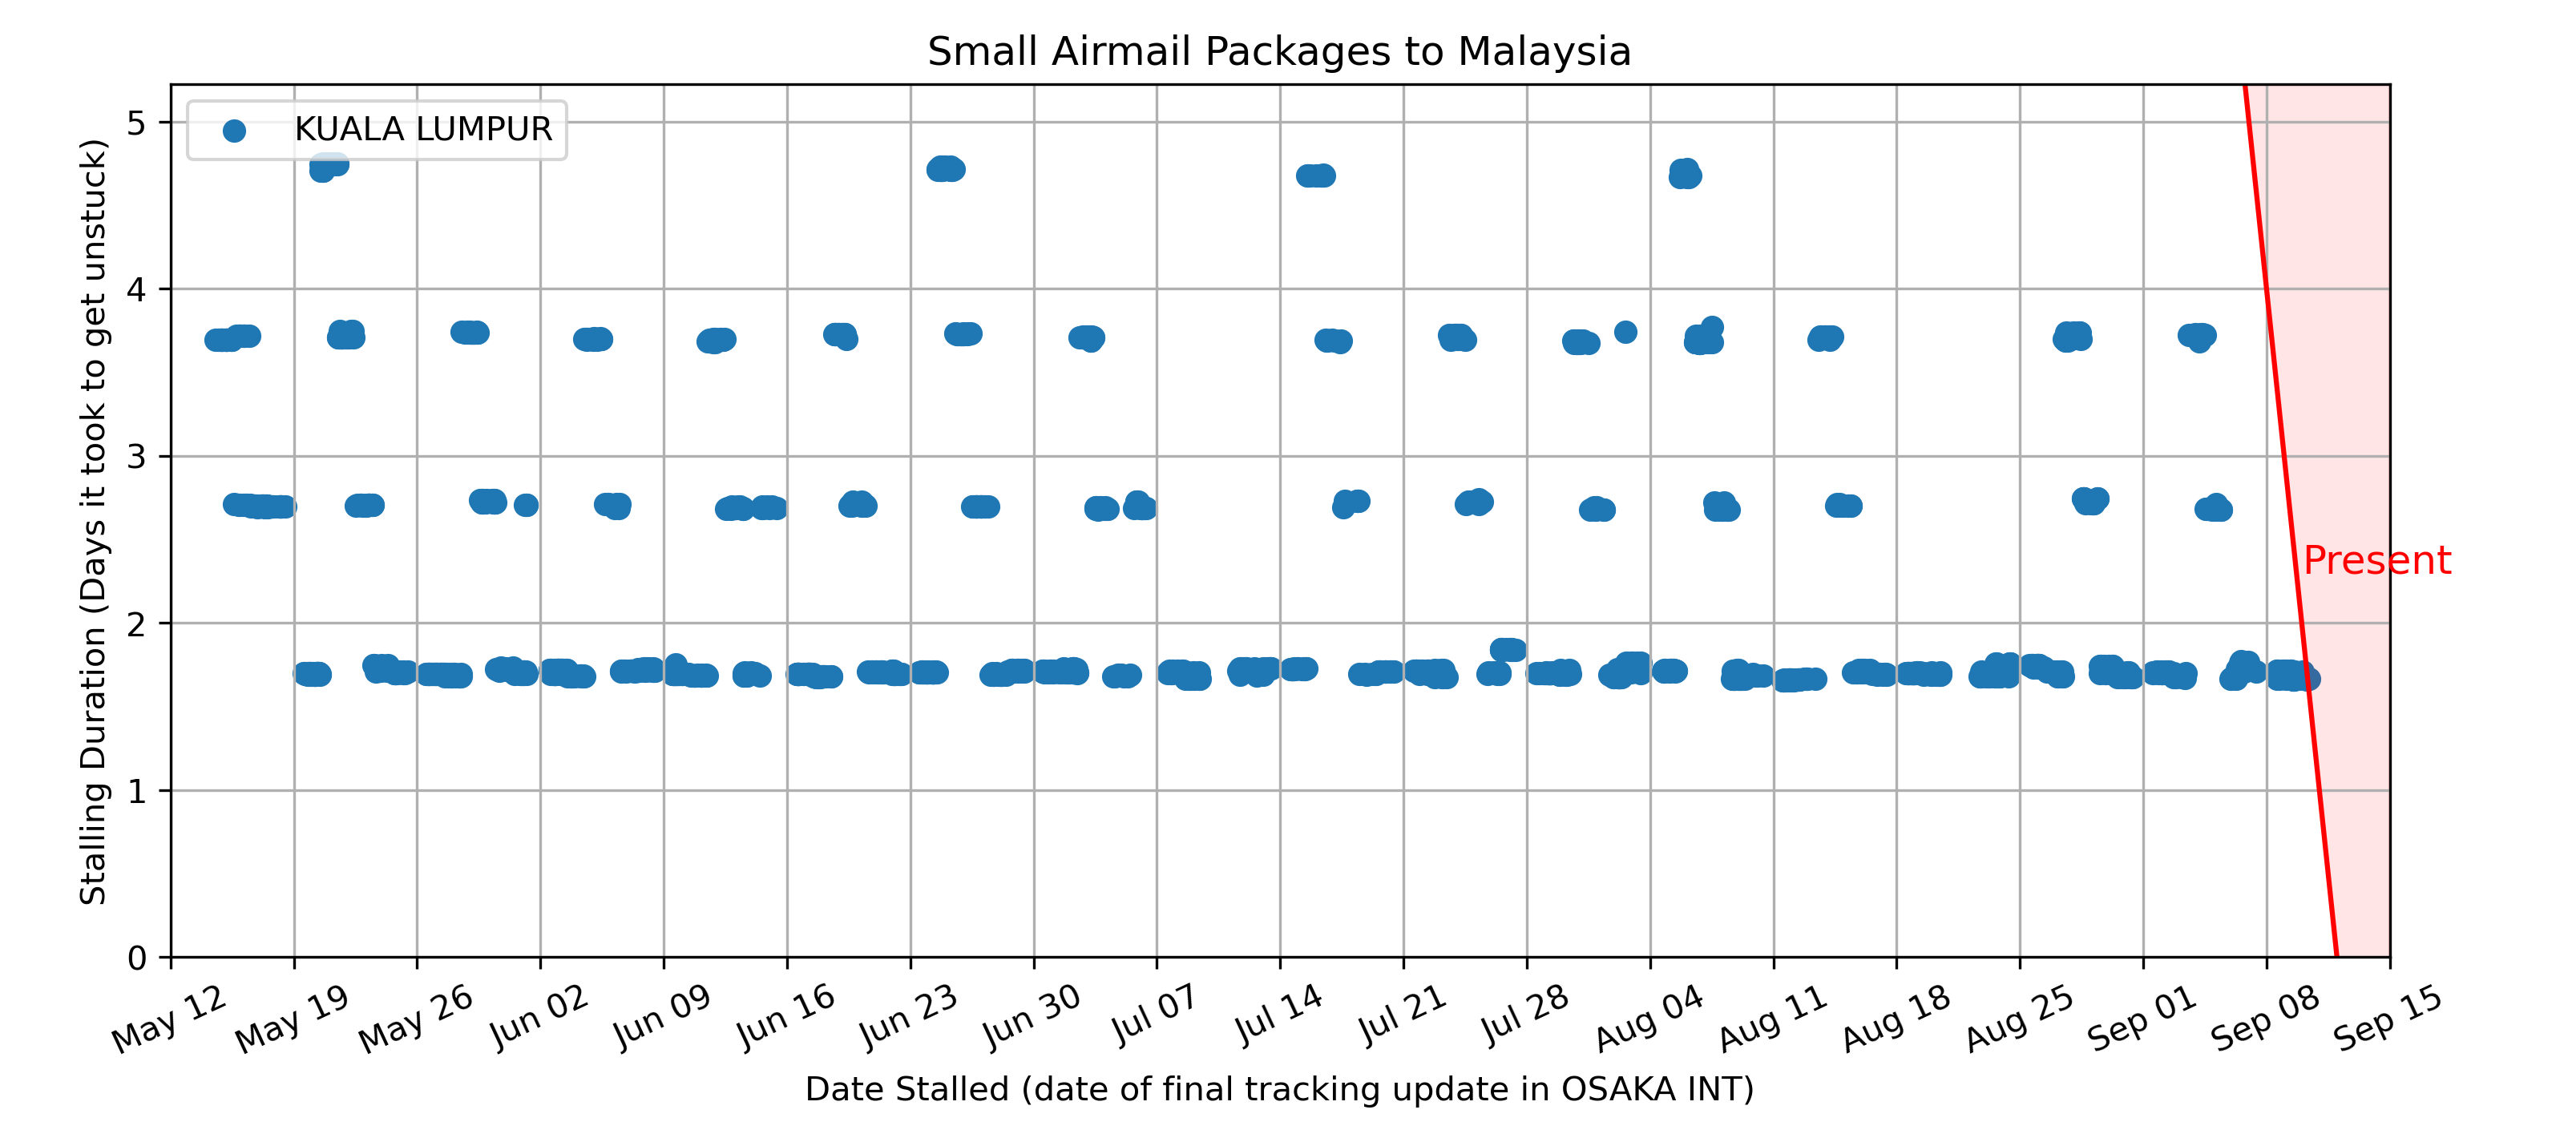 Small Airmail Packages to Malaysia
KUALA LUMPUR
Stalling Duration (Days it took to get unstuck)
5
4
3
2
1
0
Present
May 12
May 19
May 26
Jun 02
Jun 09
Jun 16
Jun 23
Jun 30
Jul 07
Jul 14
Jul 21
Jul 28
Aug 04
Aug 11
Aug 18
Aug 25
Sep 01
Sep 08
Sep 15
Date Stalled (date of final tracking update in OSAKA INT)